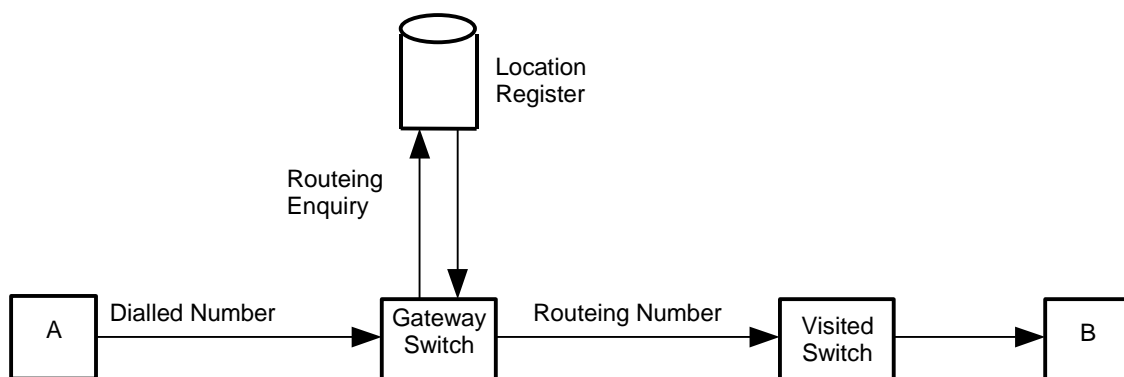 Location
Register
Routeing
Enquiry
A
Dialled Number
Gateway
Switch
Routeing Number
Visited
Switch
B